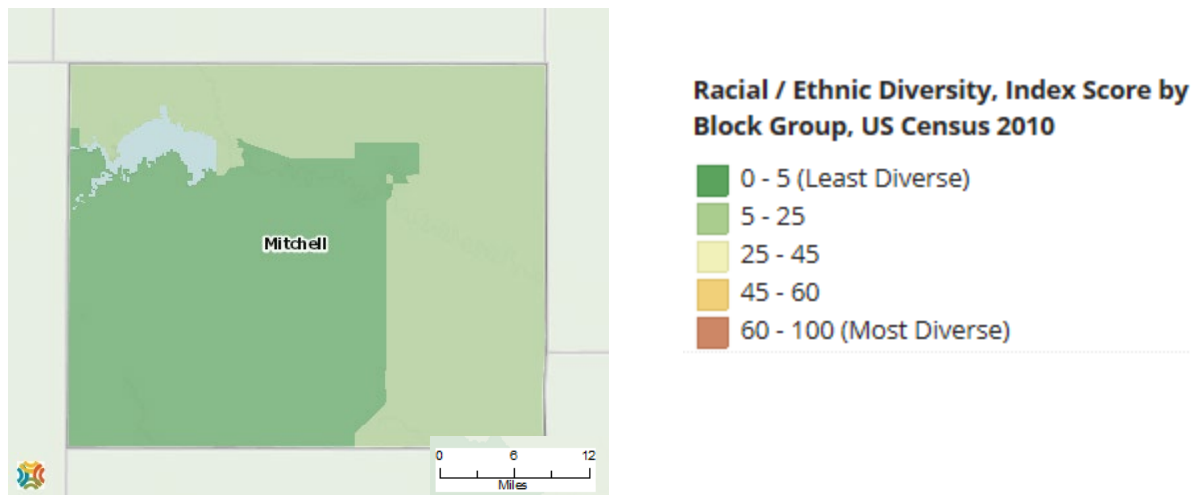 Mitchell
0 6 12
Miles
Racial / Ethnic Diversity, Index Score by
Block Group, US Census 2010
0 - 5 (Least Diverse)
5 - 25
25 - 45
45 - 60
60 - 100 (Most Diverse)